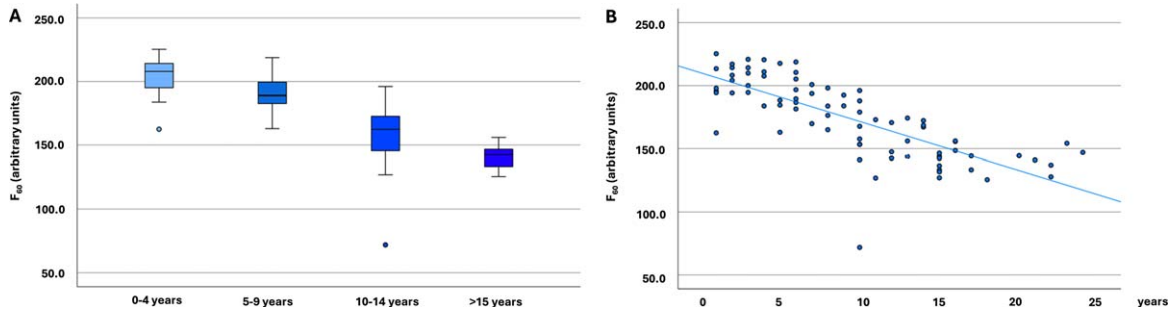 A
F60 (arbitrary units)
250.0
200.0
150.0
100.0
50.0
0-4 years
5-9 years
10-14 years
>15 years
B
F60 (arbitrary units)
250.0
200.0
150.0
100.0
50.0
0 5 10 15 20 25 years